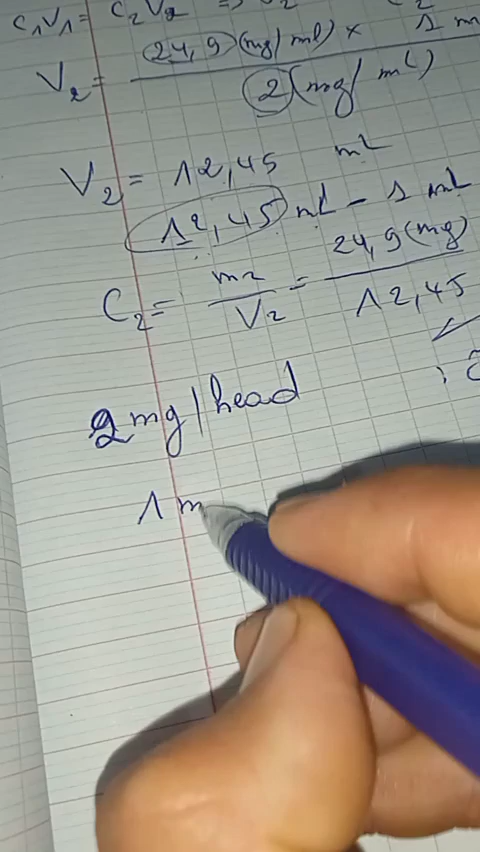 C1V1 = C2V2 => V2
V2 = 24,9 (mg/ml) x 1 m
2 (mg/ml)
V2 = 12,45 ml
12,45 ml - 1 ml
C2 = m2 / V2 = 24,9 (mg) / 12,45
2mg/head
1 m